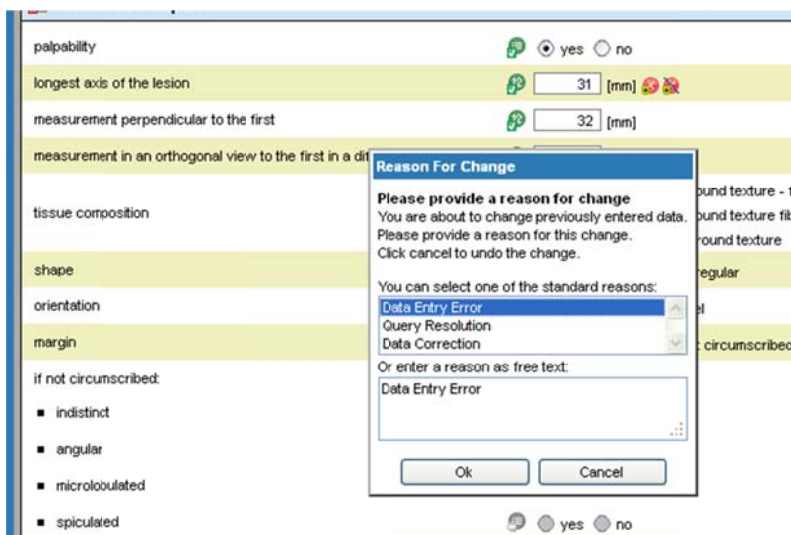 palpability yes no
longest axis of the lesion 31 [mm]
measurement perpendicular to the first 32 [mm]
measurement in an orthogonal view to the first in a dif
Reason For Change
Please provide a reason for change
You are about to change previously entered data.
Please provide a reason for this change.
Click cancel to undo the change.
You can select one of the standard reasons:
Data Entry Error
Query Resolution
Data Correction
Or enter a reason as free text:
Data Entry Error
Ok Cancel
tissue composition
ound texture -
ound texture fib
round texture
shape regular
orientation el
margin circumscribed
if not circumscribed:
indistinct
angular
microlobulated
spiculated yes no